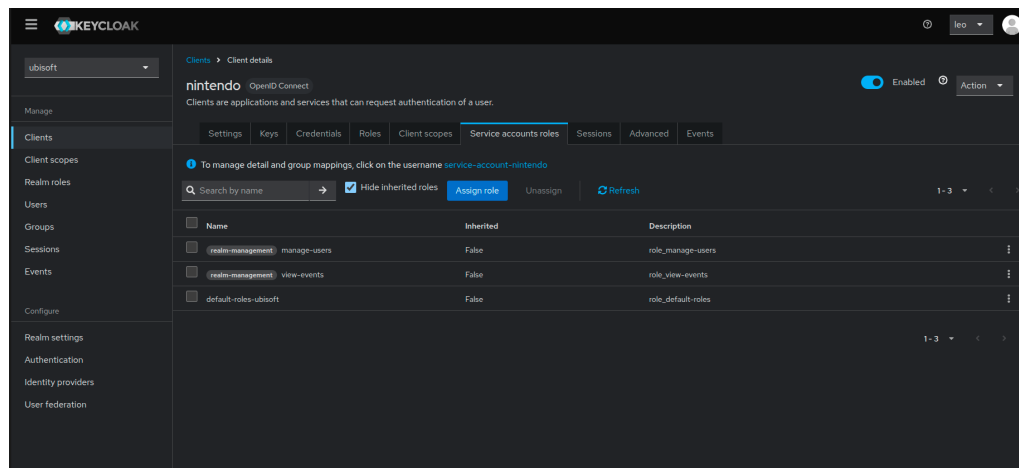 KEYCLOAK
leo
ubisoft
Manage
Clients
Client scopes
Realm roles
Users
Groups
Sessions
Events
Configure
Realm settings
Authentication
Identity providers
User federation
Clients > Client details
nintendo OpenID Connect
Enabled Action
Clients are applications and services that can request authentication of a user.
Settings Keys Credentials Roles Client scopes Service accounts roles Sessions Advanced Events
To manage detail and group mappings, click on the username service-account-nintendo
Search by name Hide inherited roles Assign role Unassign Refresh 1-3
Name Inherited Description
realm-management manage-users False role_manage-users
realm-management view-events False role_view-events
default-roles-ubisoft False role_default-roles
1-3